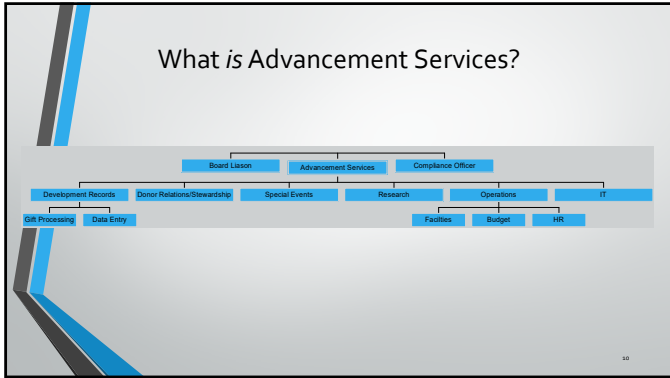 What is Advancement Services?
Board Liason Advancement Services Compliance Officer
Development Records Donor Relations/Stewardship Special Events Research Operations IT
Gift Processing Data Entry Facilties Budget HR
10